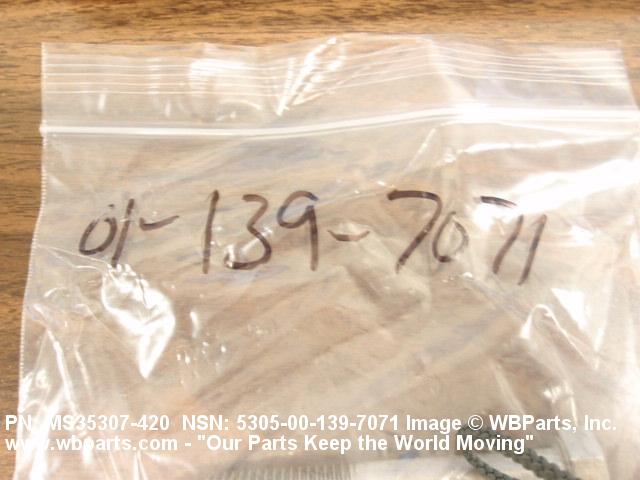 01-139-7071
PN: MS35307-420 NSN: 5305-00-139-7071 Image © WBParts, Inc.
www.wbparts.com - "Our Parts Keep the World Moving"